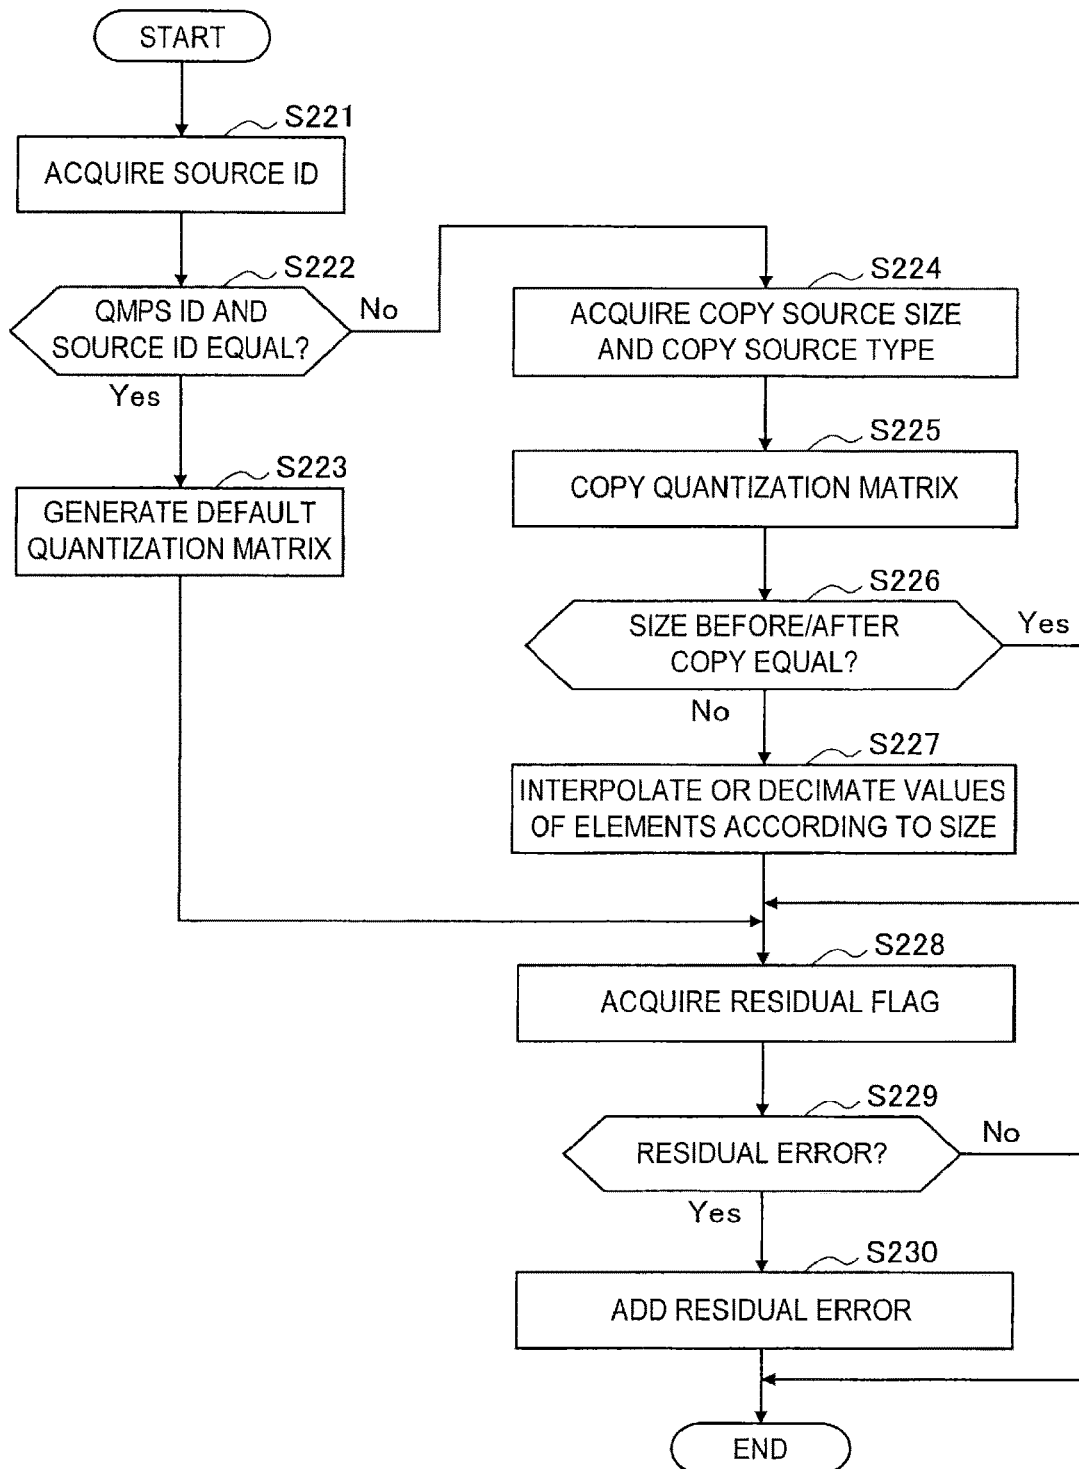 START
S221
ACQUIRE SOURCE ID
S222
QMPS ID AND
SOURCE ID EQUAL?
No
Yes
S223
GENERATE DEFAULT
QUANTIZATION MATRIX
S224
ACQUIRE COPY SOURCE SIZE
AND COPY SOURCE TYPE
S225
COPY QUANTIZATION MATRIX
S226
SIZE BEFORE/AFTER
COPY EQUAL?
Yes
No
S227
INTERPOLATE OR DECIMATE VALUES
OF ELEMENTS ACCORDING TO SIZE
S228
ACQUIRE RESIDUAL FLAG
S229
RESIDUAL ERROR?
No
Yes
S230
ADD RESIDUAL ERROR
END